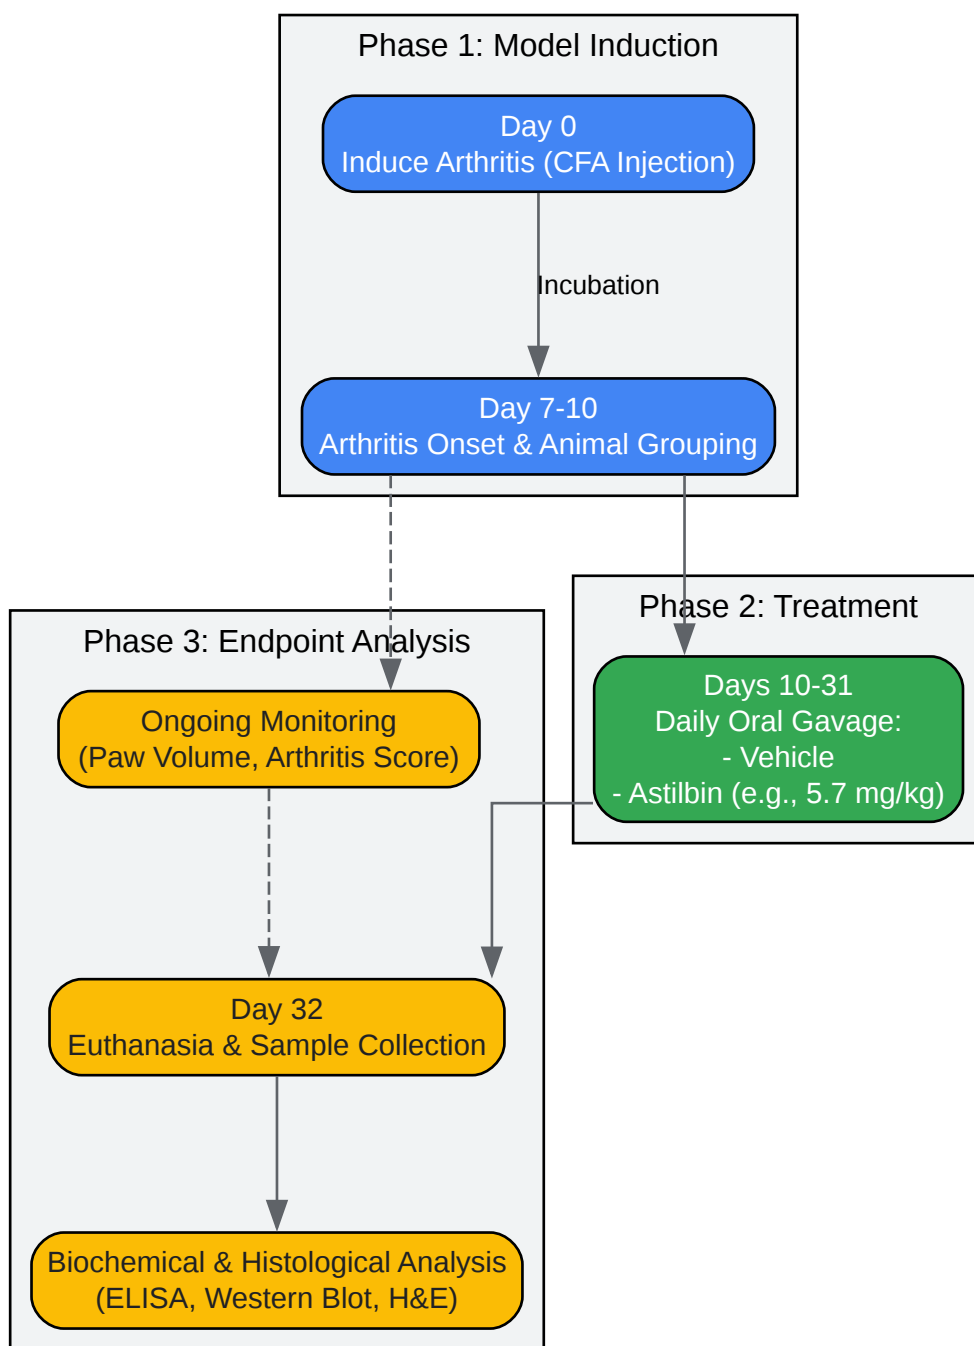 Phase 1: Model Induction
Day 0
Induce Arthritis (CFA Injection)
Incubation
Day 7-10
Arthritis Onset & Animal Grouping
Phase 2: Treatment
Days 10-31
Daily Oral Gavage:
- Vehicle
- Astilbin (e.g., 5.7 mg/kg)
Phase 3: Endpoint Analysis
Ongoing Monitoring
(Paw Volume, Arthritis Score)
Day 32
Euthanasia & Sample Collection
Biochemical & Histological Analysis
(ELISA, Western Blot, H&E)